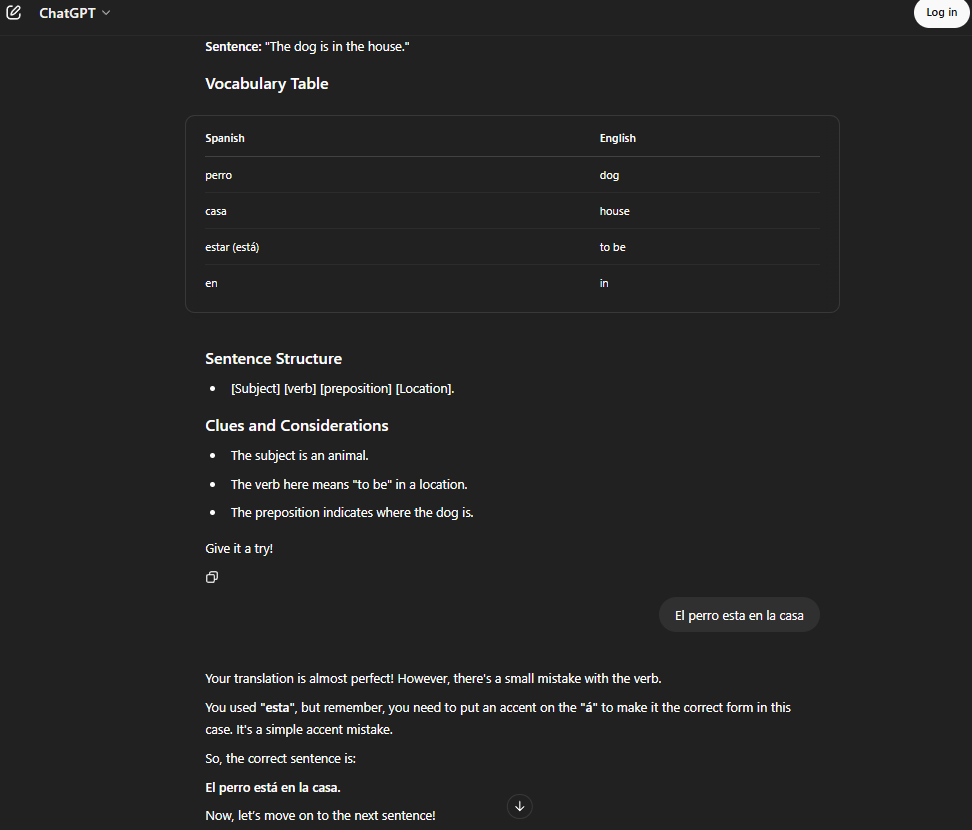 ChatGPT
Log in
Sentence: "The dog is in the house."
Vocabulary Table
Spanish English
perro dog
casa house
estar (está) to be
en in
Sentence Structure
[Subject] [verb] [preposition] [Location].
Clues and Considerations
The subject is an animal.
The verb here means "to be" in a location.
The preposition indicates where the dog is.
Give it a try!
El perro esta en la casa
Your translation is almost perfect! However, there's a small mistake with the verb.
You used "esta", but remember, you need to put an accent on the "á" to make it the correct form in this
case. It's a simple accent mistake.
So, the correct sentence is:
El perro está en la casa.
Now, let's move on to the next sentence!